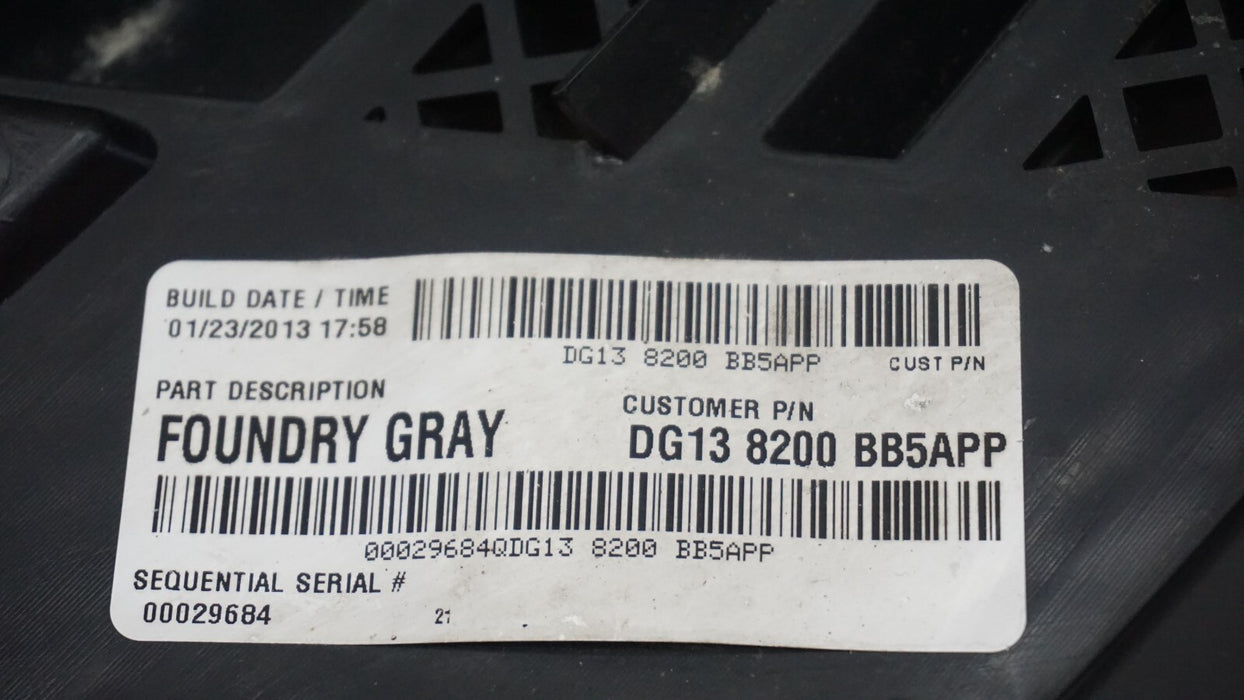 BUILD DATE / TIME
01/23/2013 17:58
DG13 8200 BB5APP
CUST P/N
PART DESCRIPTION
FOUNDRY GRAY
CUSTOMER P/N
DG13 8200 BB5APP
00029684QDG13 8200 BB5APP
SEQUENTIAL SERIAL #
00029684
21